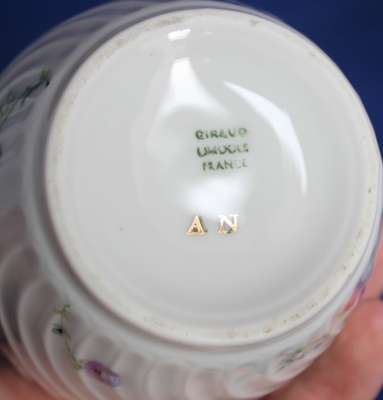 GIRAUD
LIMOGES
FRANCE
A N